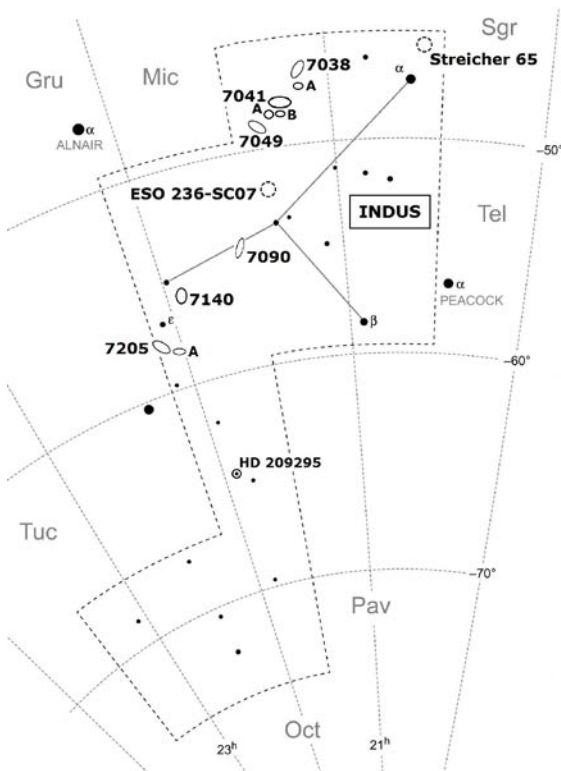 Sgr
Streicher 65
7038
Gru
Mic
A
α
7041
A
B
α
ALNAIR
7049
–50°
ESO 236-SC07
INDUS
Tel
7090
α
PEACOCK
7140
ε
β
7205
A
–60°
HD 209295
Tuc
–70°
Pav
Oct
23h
21h